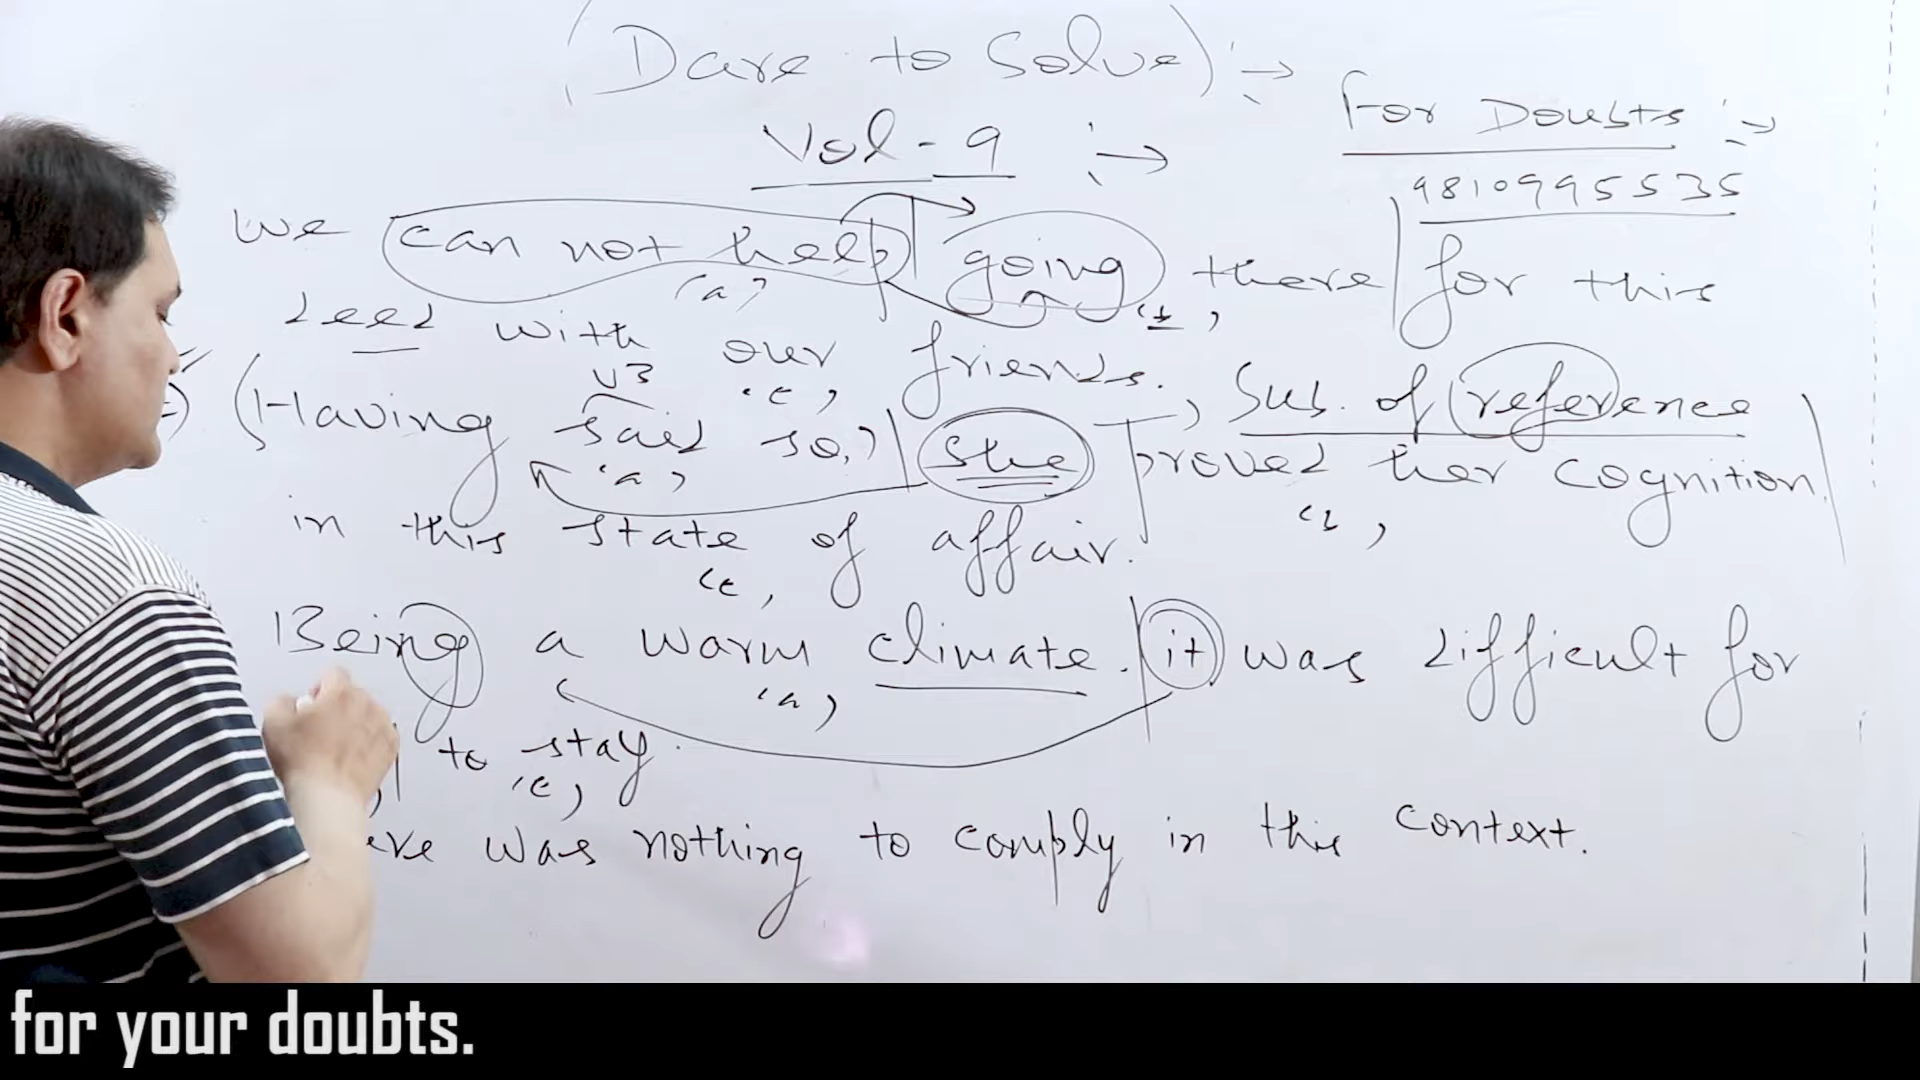 (Dare to Solve) :→
Vol-9 :→
For Doubts :→
9810995535
We can not help going there for this
(a) (b)
deed with our friends.
V3 (c)
(Having said so,) she proved her cognition
, Sub. of reference
(a) (b)
in this state of affair.
(c)
Being a warm climate. it was difficult for
(a)
to stay.
(c)
was nothing to comply in this context.
for your doubts.